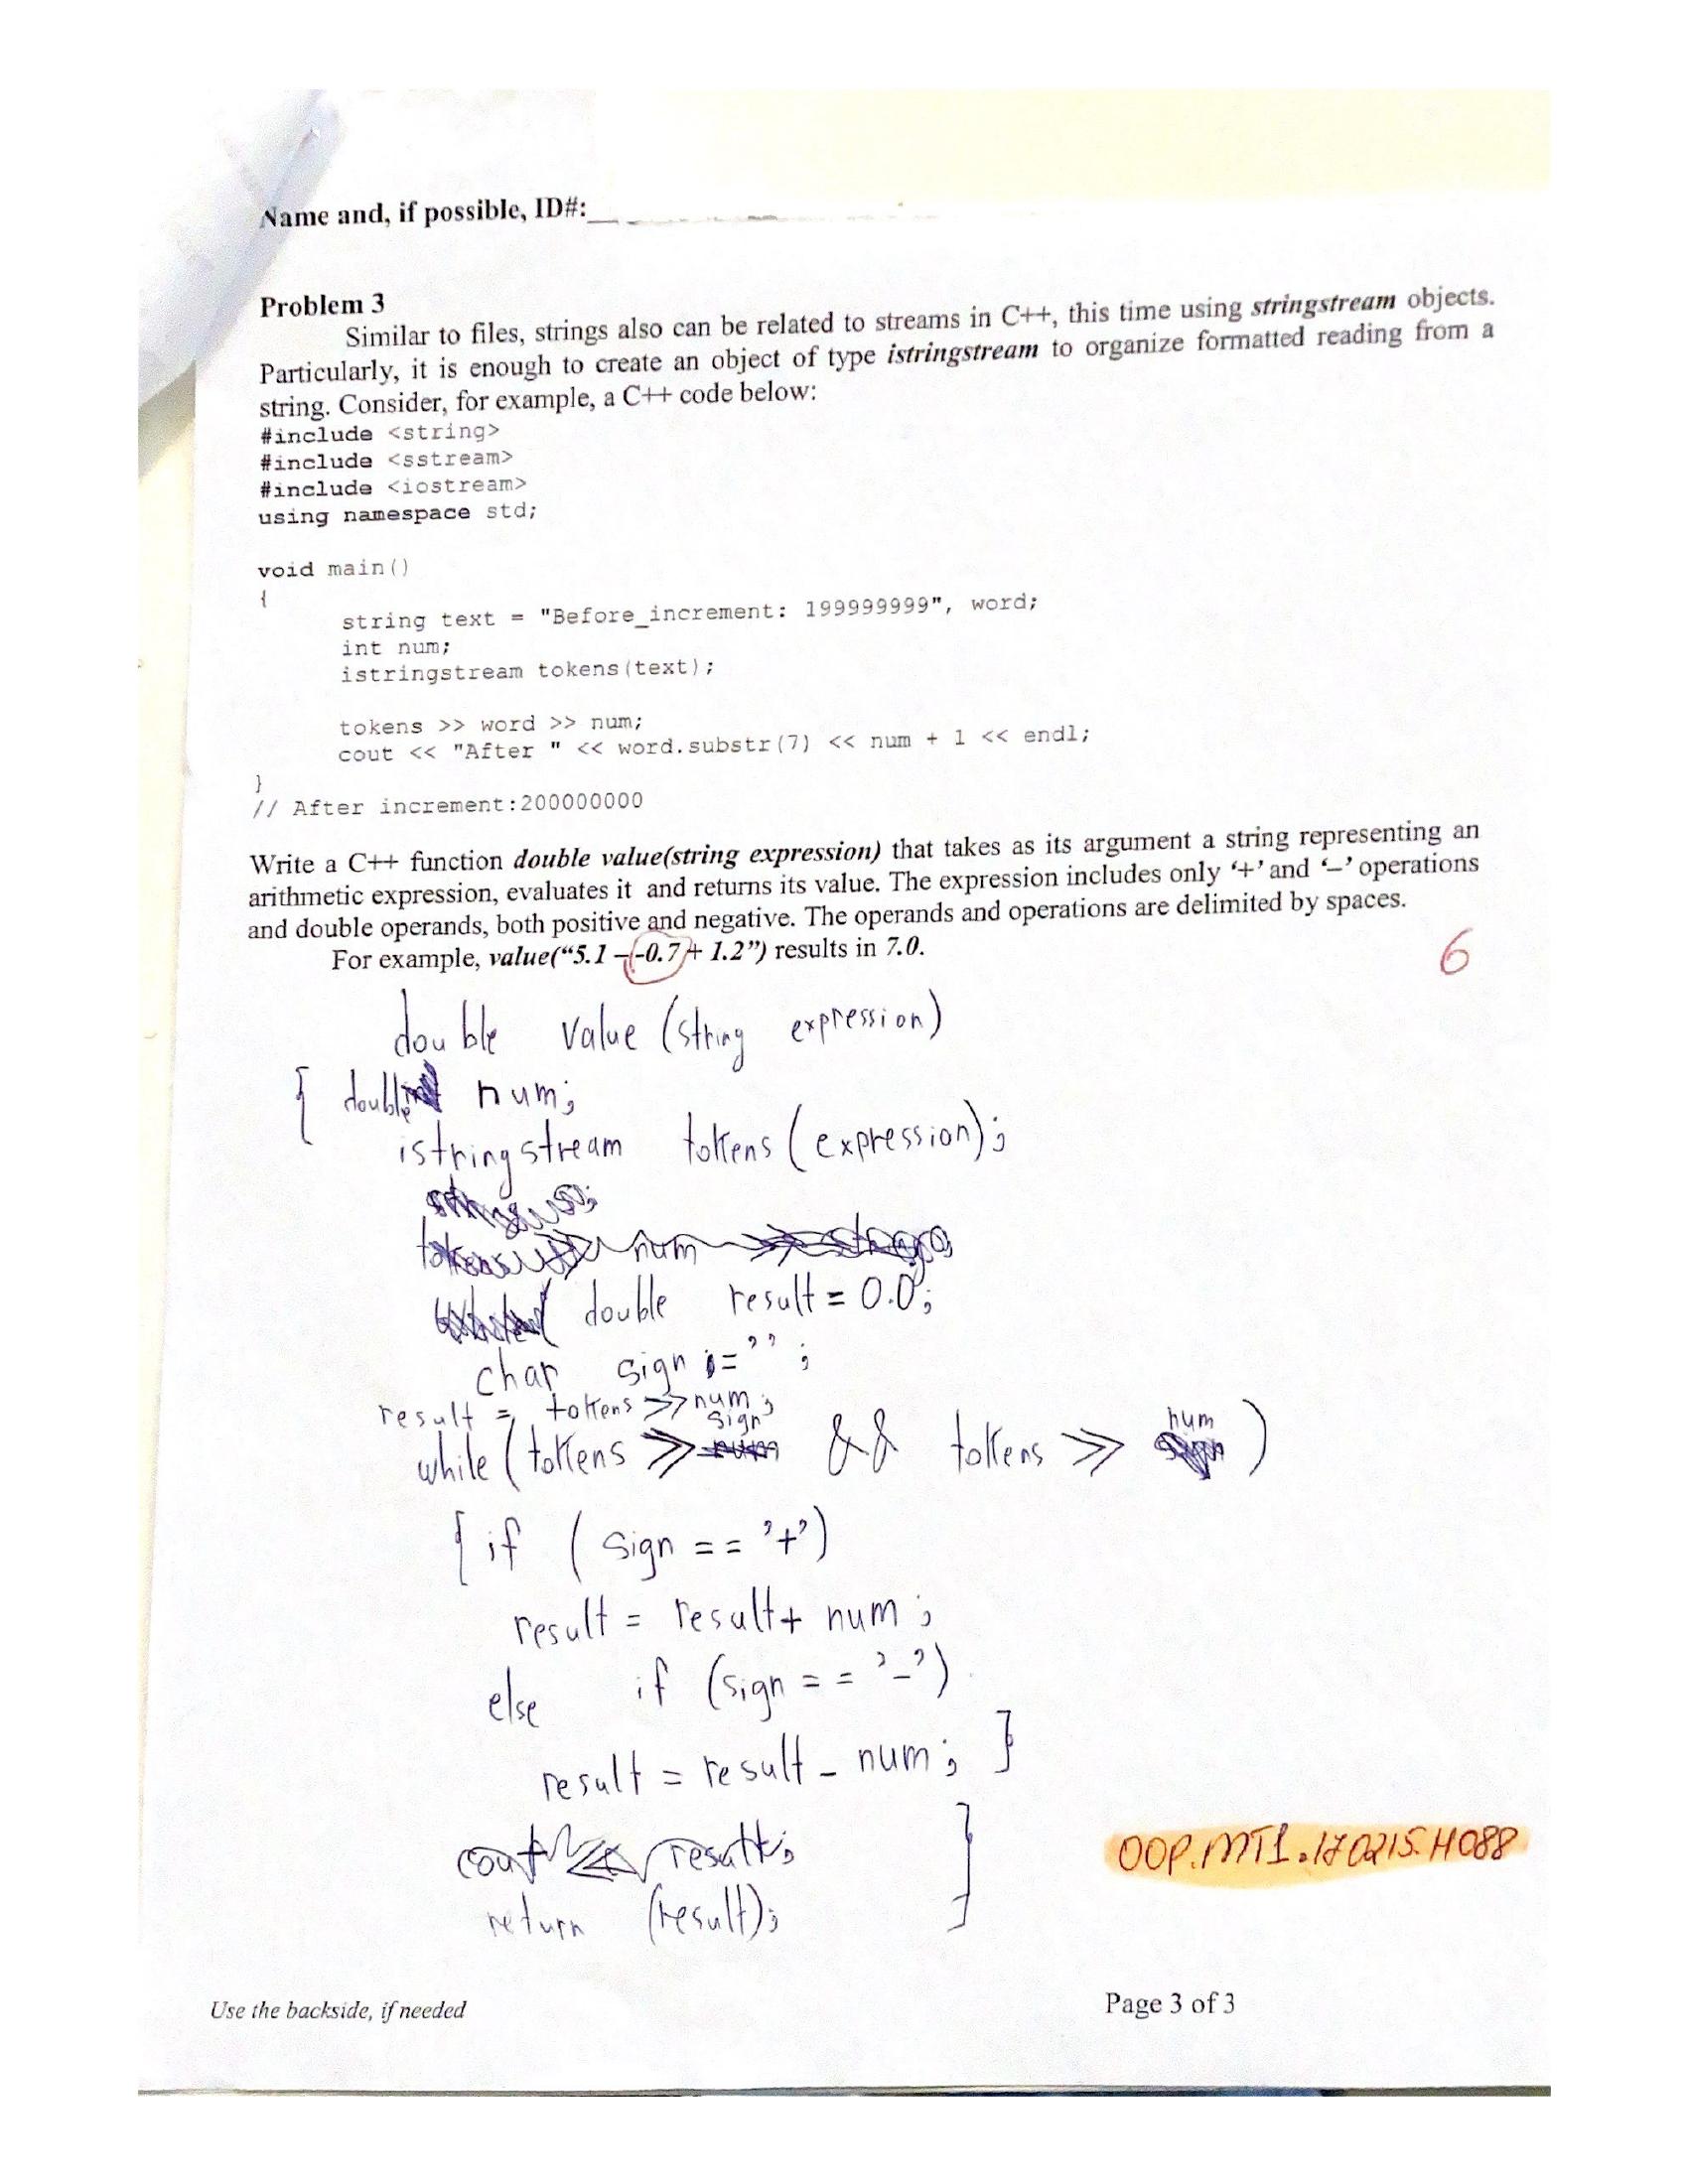 Name and, if possible, ID#:
Problem 3
Similar to files, strings also can be related to streams in C++, this time using stringstream objects.
Particularly, it is enough to create an object of type istringstream to organize formatted reading from a
string. Consider, for example, a C++ code below:
#include <string>
#include <sstream>
#include <iostream>
using namespace std;
void main()
{
string text = "Before_increment: 199999999", word;
int num;
istringstream tokens(text);
tokens >> word >> num;
cout << "After " << word.substr(7) << num + 1 << endl;
}
// After increment:200000000
Write a C++ function double value(string expression) that takes as its argument a string representing an
arithmetic expression, evaluates it and returns its value. The expression includes only ‘+’ and ‘–’ operations
and double operands, both positive and negative. The operands and operations are delimited by spaces.
For example, value(“5.1 – -0.7 + 1.2”) results in 7.0.
6
double value (string expression)
{ double num;
istringstream tokens (expression);
num
double result = 0.0;
char sign = '' ;
result = tokens >> num;
while (tokens >> sign && tokens >> num)
{ if ( sign == '+')
result = result + num ;
else if (sign == '-')
result = result - num ; }
cout << result;
return (result); }
OOP.MT1.170215.H088
Use the backside, if needed
Page 3 of 3